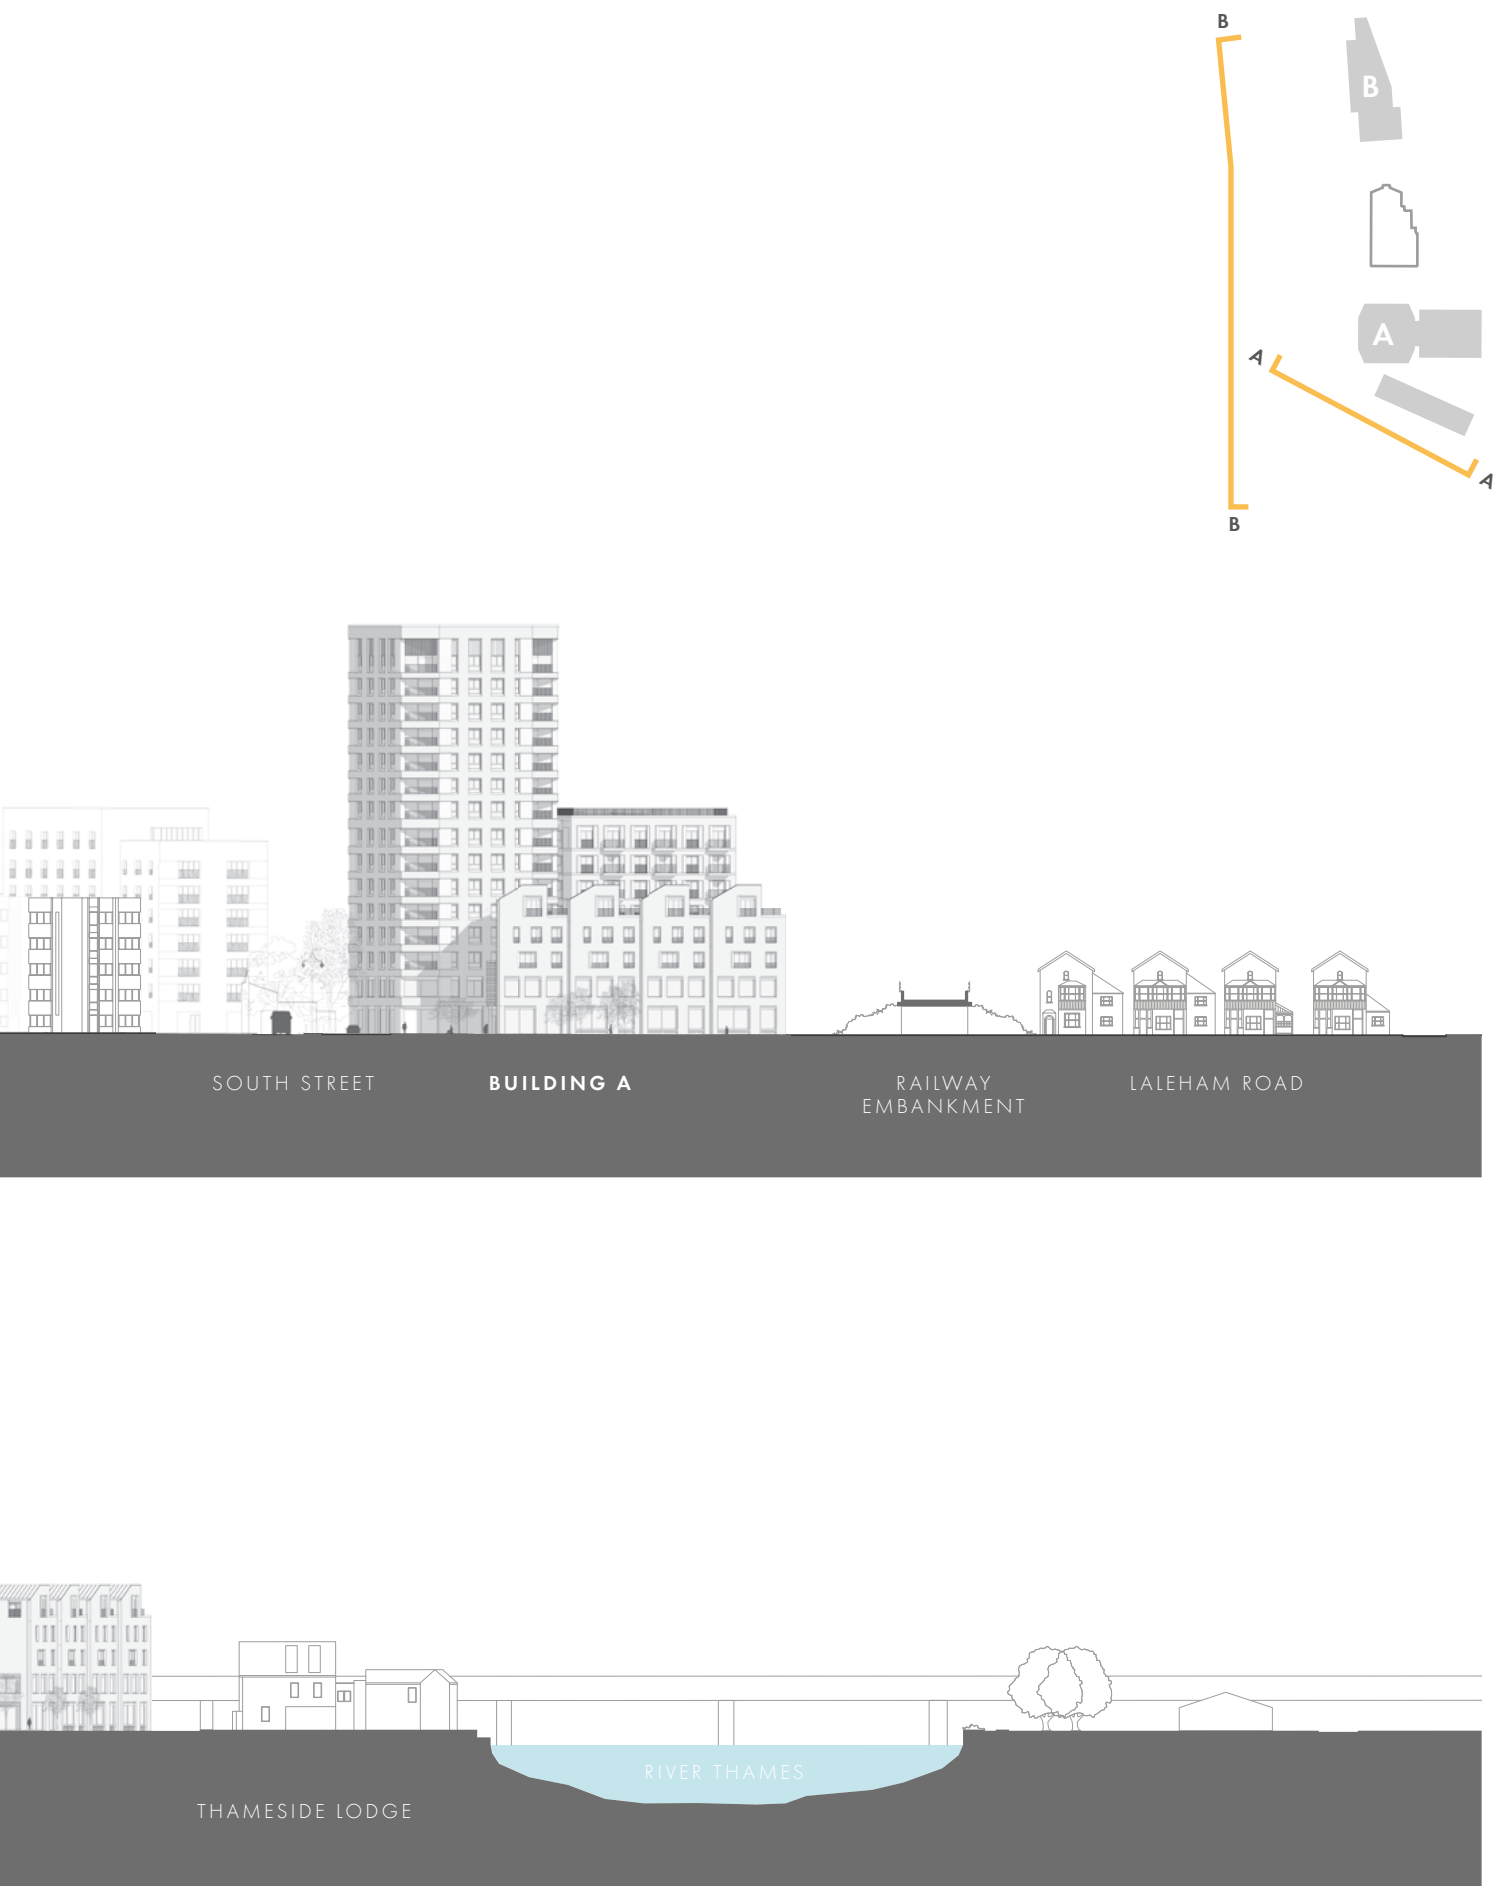 B
B
A
A
A
B
SOUTH STREET
BUILDING A
RAILWAY
EMBANKMENT
LALEHAM ROAD
RIVER THAMES
THAMESIDE LODGE